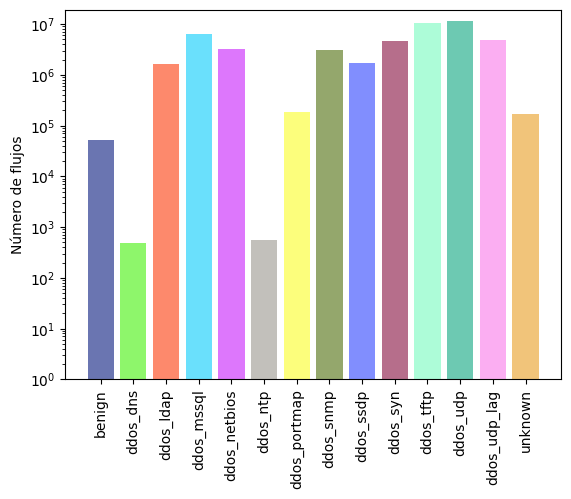 Número de flujos
10^7
10^6
10^5
10^4
10^3
10^2
10^1
10^0
benign
ddos_dns
ddos_ldap
ddos_mssql
ddos_netbios
ddos_ntp
ddos_portmap
ddos_snmp
ddos_ssdp
ddos_syn
ddos_tftp
ddos_udp
ddos_udp_lag
unknown